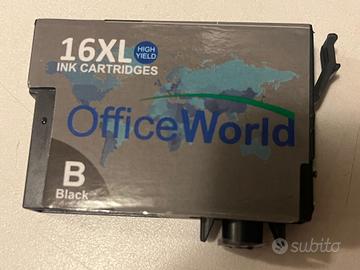 16XL HIGH YIELD
INK CARTRIDGES
OfficeWorld
B
Black
subito